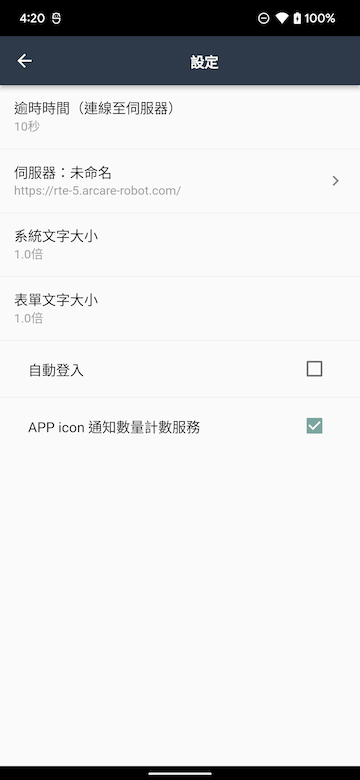 4:20
100%
設定
逾時時間（連線至伺服器）
10秒
伺服器：未命名
https://rte-5.arcare-robot.com/
系統文字大小
1.0倍
表單文字大小
1.0倍
自動登入
APP icon 通知數量計數服務